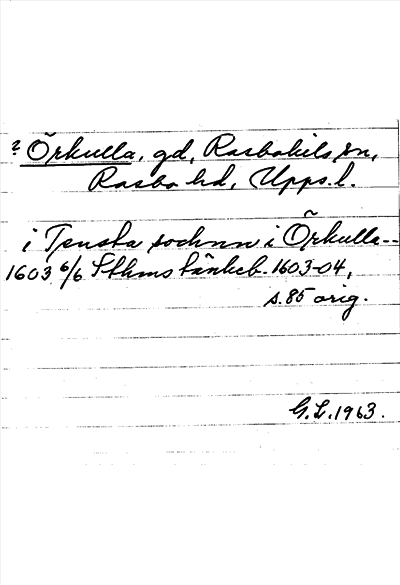 ? Örkulla, gd, Rasbokils sn,
Rasbo hd, Upps. l.
i Tensta sochnn i Örkulla--
1603 6/6 Sthms tänkeb. 1603-04,
s. 85 orig.
G.L. 1963.